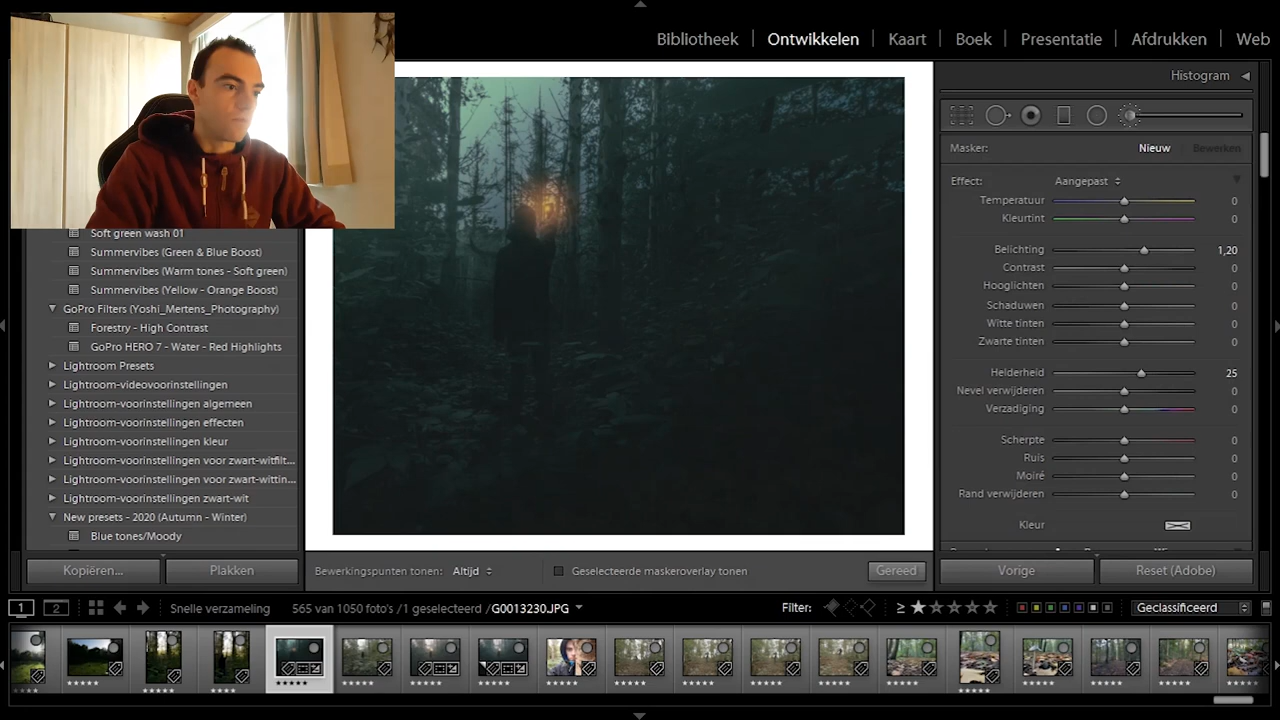 Bibliotheek | Ontwikkelen | Kaart | Boek | Presentatie | Afdrukken | Web
Histogram
Masker: Nieuw Bewerken
Effect: Aangepast
Temperatuur 0
Kleurtint 0
Belichting 1,20
Contrast 0
Hooglichten 0
Schaduwen 0
Witte tinten 0
Zwarte tinten 0
Helderheid 25
Nevel verwijderen 0
Verzadiging 0
Scherpte 0
Ruis 0
Moiré 0
Rand verwijderen 0
Kleur
Soft green wash 01
Summervibes (Green & Blue Boost)
Summervibes (Warm tones - Soft green)
Summervibes (Yellow - Orange Boost)
GoPro Filters (Yoshi_Mertens_Photography)
Forestry - High Contrast
GoPro HERO 7 - Water - Red Highlights
Lightroom Presets
Lightroom-videovoorinstellingen
Lightroom-voorinstellingen algemeen
Lightroom-voorinstellingen effecten
Lightroom-voorinstellingen kleur
Lightroom-voorinstellingen voor zwart-witfilt...
Lightroom-voorinstellingen voor zwart-wittin...
Lightroom-voorinstellingen zwart-wit
New presets - 2020 (Autumn - Winter)
Blue tones/Moody
Kopiëren... Plakken
Bewerkingspunten tonen: Altijd Geselecteerde maskeroverlay tonen Gereed
Vorige Reset (Adobe)
1 2 Snelle verzameling 565 van 1050 foto's /1 geselecteerd /G0013230.JPG Filter: ≥ Geclassificeerd